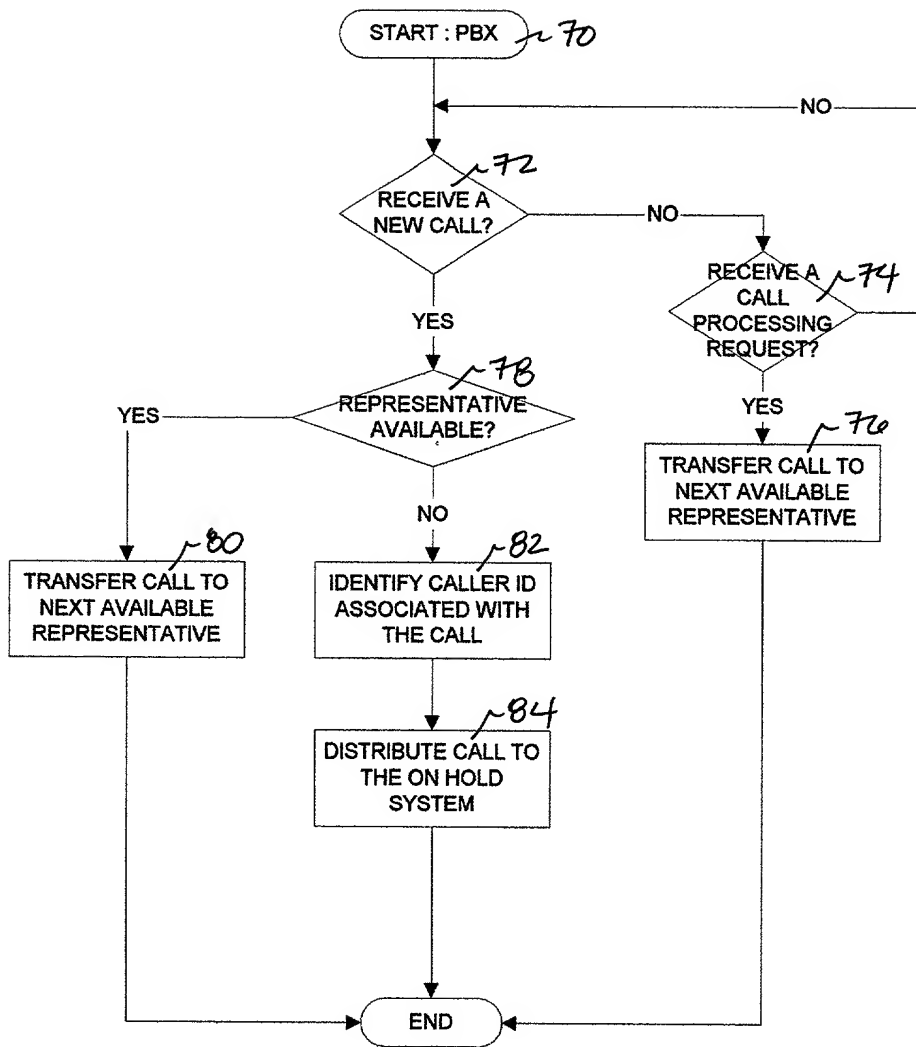 START : PBX
~70
NO
~72
RECEIVE A
NEW CALL?
NO
RECEIVE A
CALL
PROCESSING
REQUEST?
~74
YES
~78
REPRESENTATIVE
AVAILABLE?
YES
YES
~76
TRANSFER CALL TO
NEXT AVAILABLE
REPRESENTATIVE
NO
~80
TRANSFER CALL TO
NEXT AVAILABLE
REPRESENTATIVE
~82
IDENTIFY CALLER ID
ASSOCIATED WITH
THE CALL
~84
DISTRIBUTE CALL TO
THE ON HOLD
SYSTEM
END